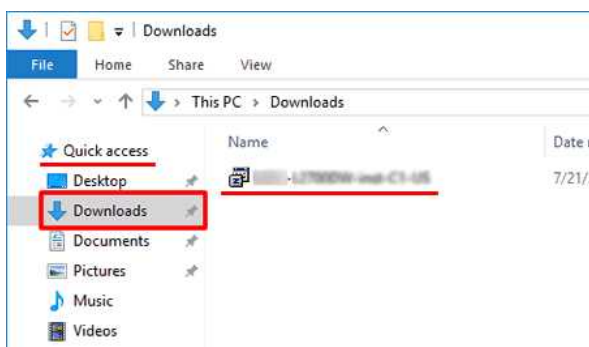 Downloads
File Home Share View
This PC > Downloads
Quick access
Name Date
Desktop
Downloads
7/21/
Documents
Pictures
Music
Videos